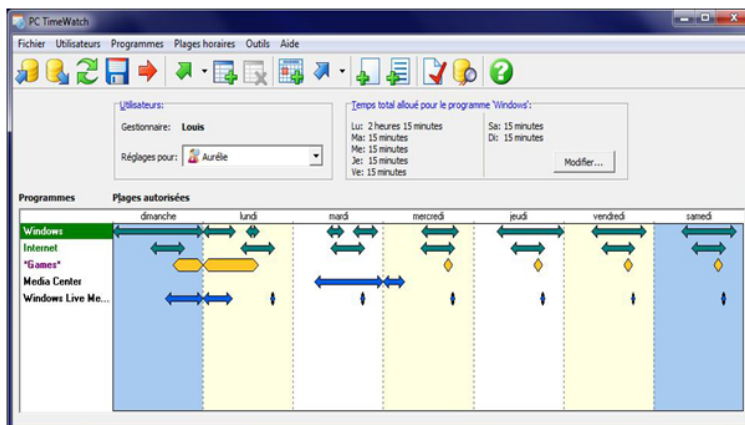 PC TimeWatch
Fichier Utilisateurs Programmes Plages horaires Outils Aide
Utilisateurs:
Gestionnaire: Louis
Réglages pour: Aurélie
Temps total alloué pour le programme 'Windows':
Lu: 2 heures 15 minutes
Ma: 15 minutes
Me: 15 minutes
Je: 15 minutes
Ve: 15 minutes
Sa: 15 minutes
Di: 15 minutes
Modifier...
Programmes Plages autorisées
dimanche lundi mardi mercredi jeudi vendredi samedi
Windows
Internet
*Games*
Media Center
Windows Live Me...